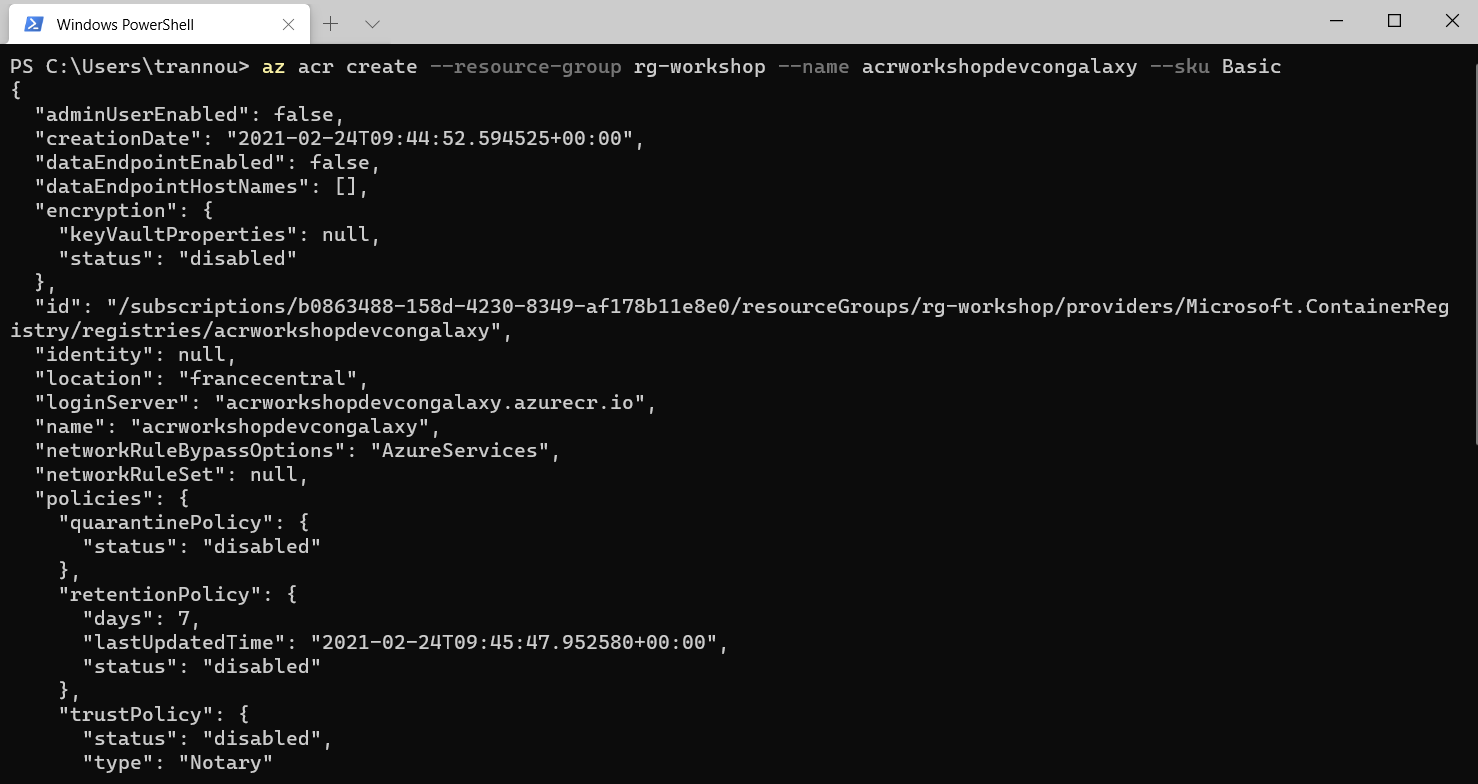 Windows PowerShell
PS C:\Users\trannou> az acr create --resource-group rg-workshop --name acrworkshopdevcongalaxy --sku Basic
{
  "adminUserEnabled": false,
  "creationDate": "2021-02-24T09:44:52.594525+00:00",
  "dataEndpointEnabled": false,
  "dataEndpointHostNames": [],
  "encryption": {
    "keyVaultProperties": null,
    "status": "disabled"
  },
  "id": "/subscriptions/b0863488-158d-4230-8349-af178b11e8e0/resourceGroups/rg-workshop/providers/Microsoft.ContainerReg
istry/registries/acrworkshopdevcongalaxy",
  "identity": null,
  "location": "francecentral",
  "loginServer": "acrworkshopdevcongalaxy.azurecr.io",
  "name": "acrworkshopdevcongalaxy",
  "networkRuleBypassOptions": "AzureServices",
  "networkRuleSet": null,
  "policies": {
    "quarantinePolicy": {
      "status": "disabled"
    },
    "retentionPolicy": {
      "days": 7,
      "lastUpdatedTime": "2021-02-24T09:45:47.952580+00:00",
      "status": "disabled"
    },
    "trustPolicy": {
      "status": "disabled",
      "type": "Notary"